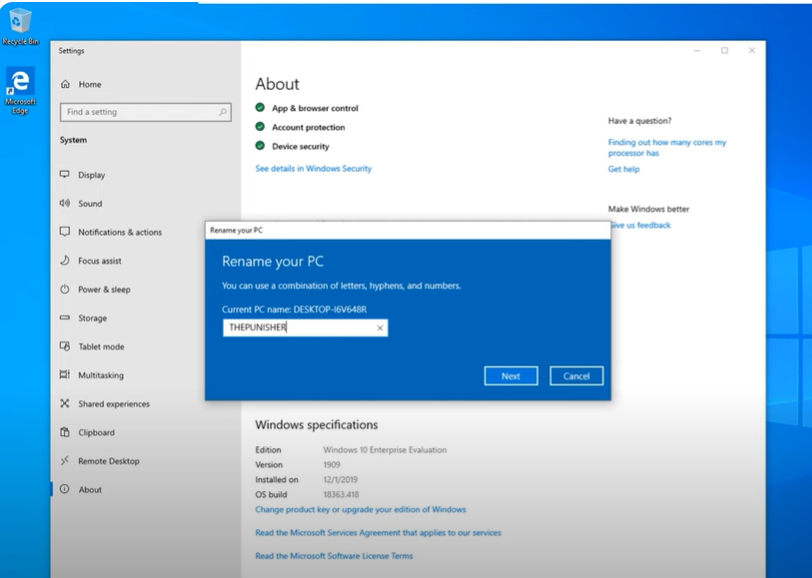 Recycle Bin
Microsoft
Edge
Settings
Home
Find a setting
System
Display
Sound
Notifications & actions
Focus assist
Power & sleep
Storage
Tablet mode
Multitasking
Shared experiences
Clipboard
Remote Desktop
About
About
App & browser control
Account protection
Device security
See details in Windows Security
Have a question?
Finding out how many cores my
processor has
Get help
Make Windows better
Give us feedback
Rename your PC
Rename your PC
You can use a combination of letters, hyphens, and numbers.
Current PC name: DESKTOP-I6V648R
THEPUNISHER
Next
Cancel
Windows specifications
Edition Windows 10 Enterprise Evaluation
Version 1909
Installed on 12/1/2019
OS build 18363.418
Change product key or upgrade your edition of Windows
Read the Microsoft Services Agreement that applies to our services
Read the Microsoft Software License Terms